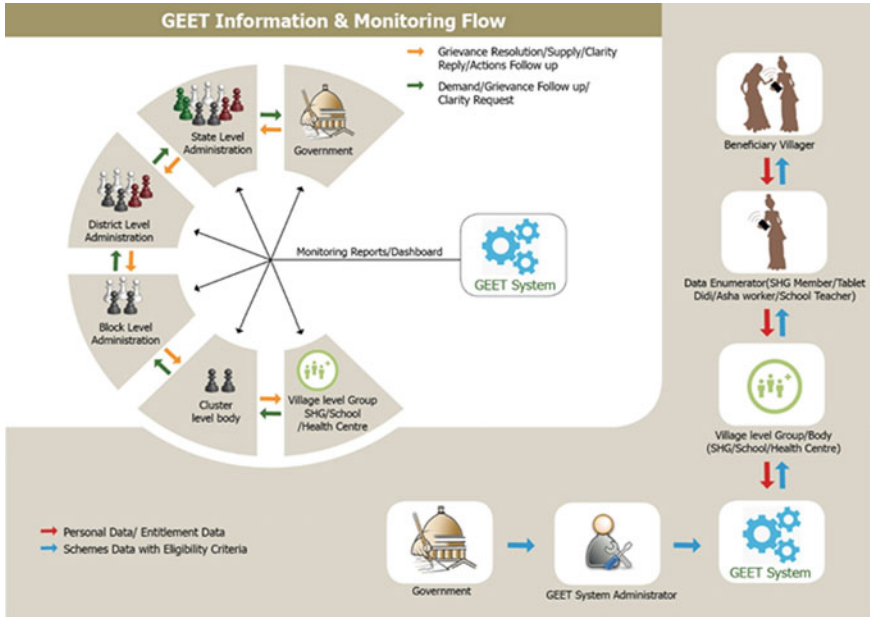 GEET Information & Monitoring Flow
Grievance Resolution/Supply/Clarity
Reply/Actions Follow up
Demand/Grievance Follow up/
Clarity Request
State Level
Administration
Government
District Level
Administration
Block Level
Administration
Cluster
level body
Village level Group
SHG/School
/Health Centre
Monitoring Reports/Dashboard
GEET System
Beneficiary Villager
Data Enumerator(SHG Member/Tablet
Didi/Asha worker/School Teacher)
Village level Group/Body
(SHG/School/Health Centre)
Personal Data/ Entitlement Data
Schemes Data with Eligibility Criteria
Government
GEET System Administrator
GEET System